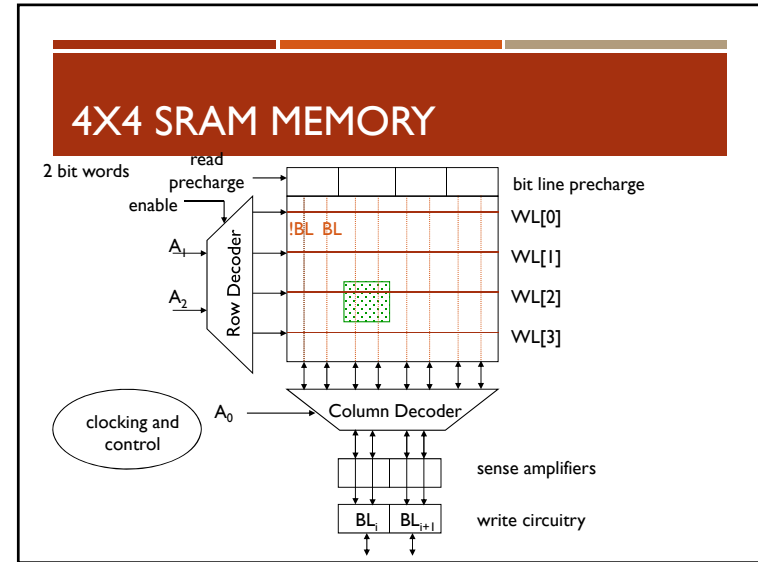 4X4 SRAM MEMORY
2 bit words
read
precharge
bit line precharge
enable
WL[0]
!BL BL
A1
WL[1]
Row Decoder
A2
WL[2]
WL[3]
clocking and
control
A0
Column Decoder
sense amplifiers
BLi
BLi+1
write circuitry